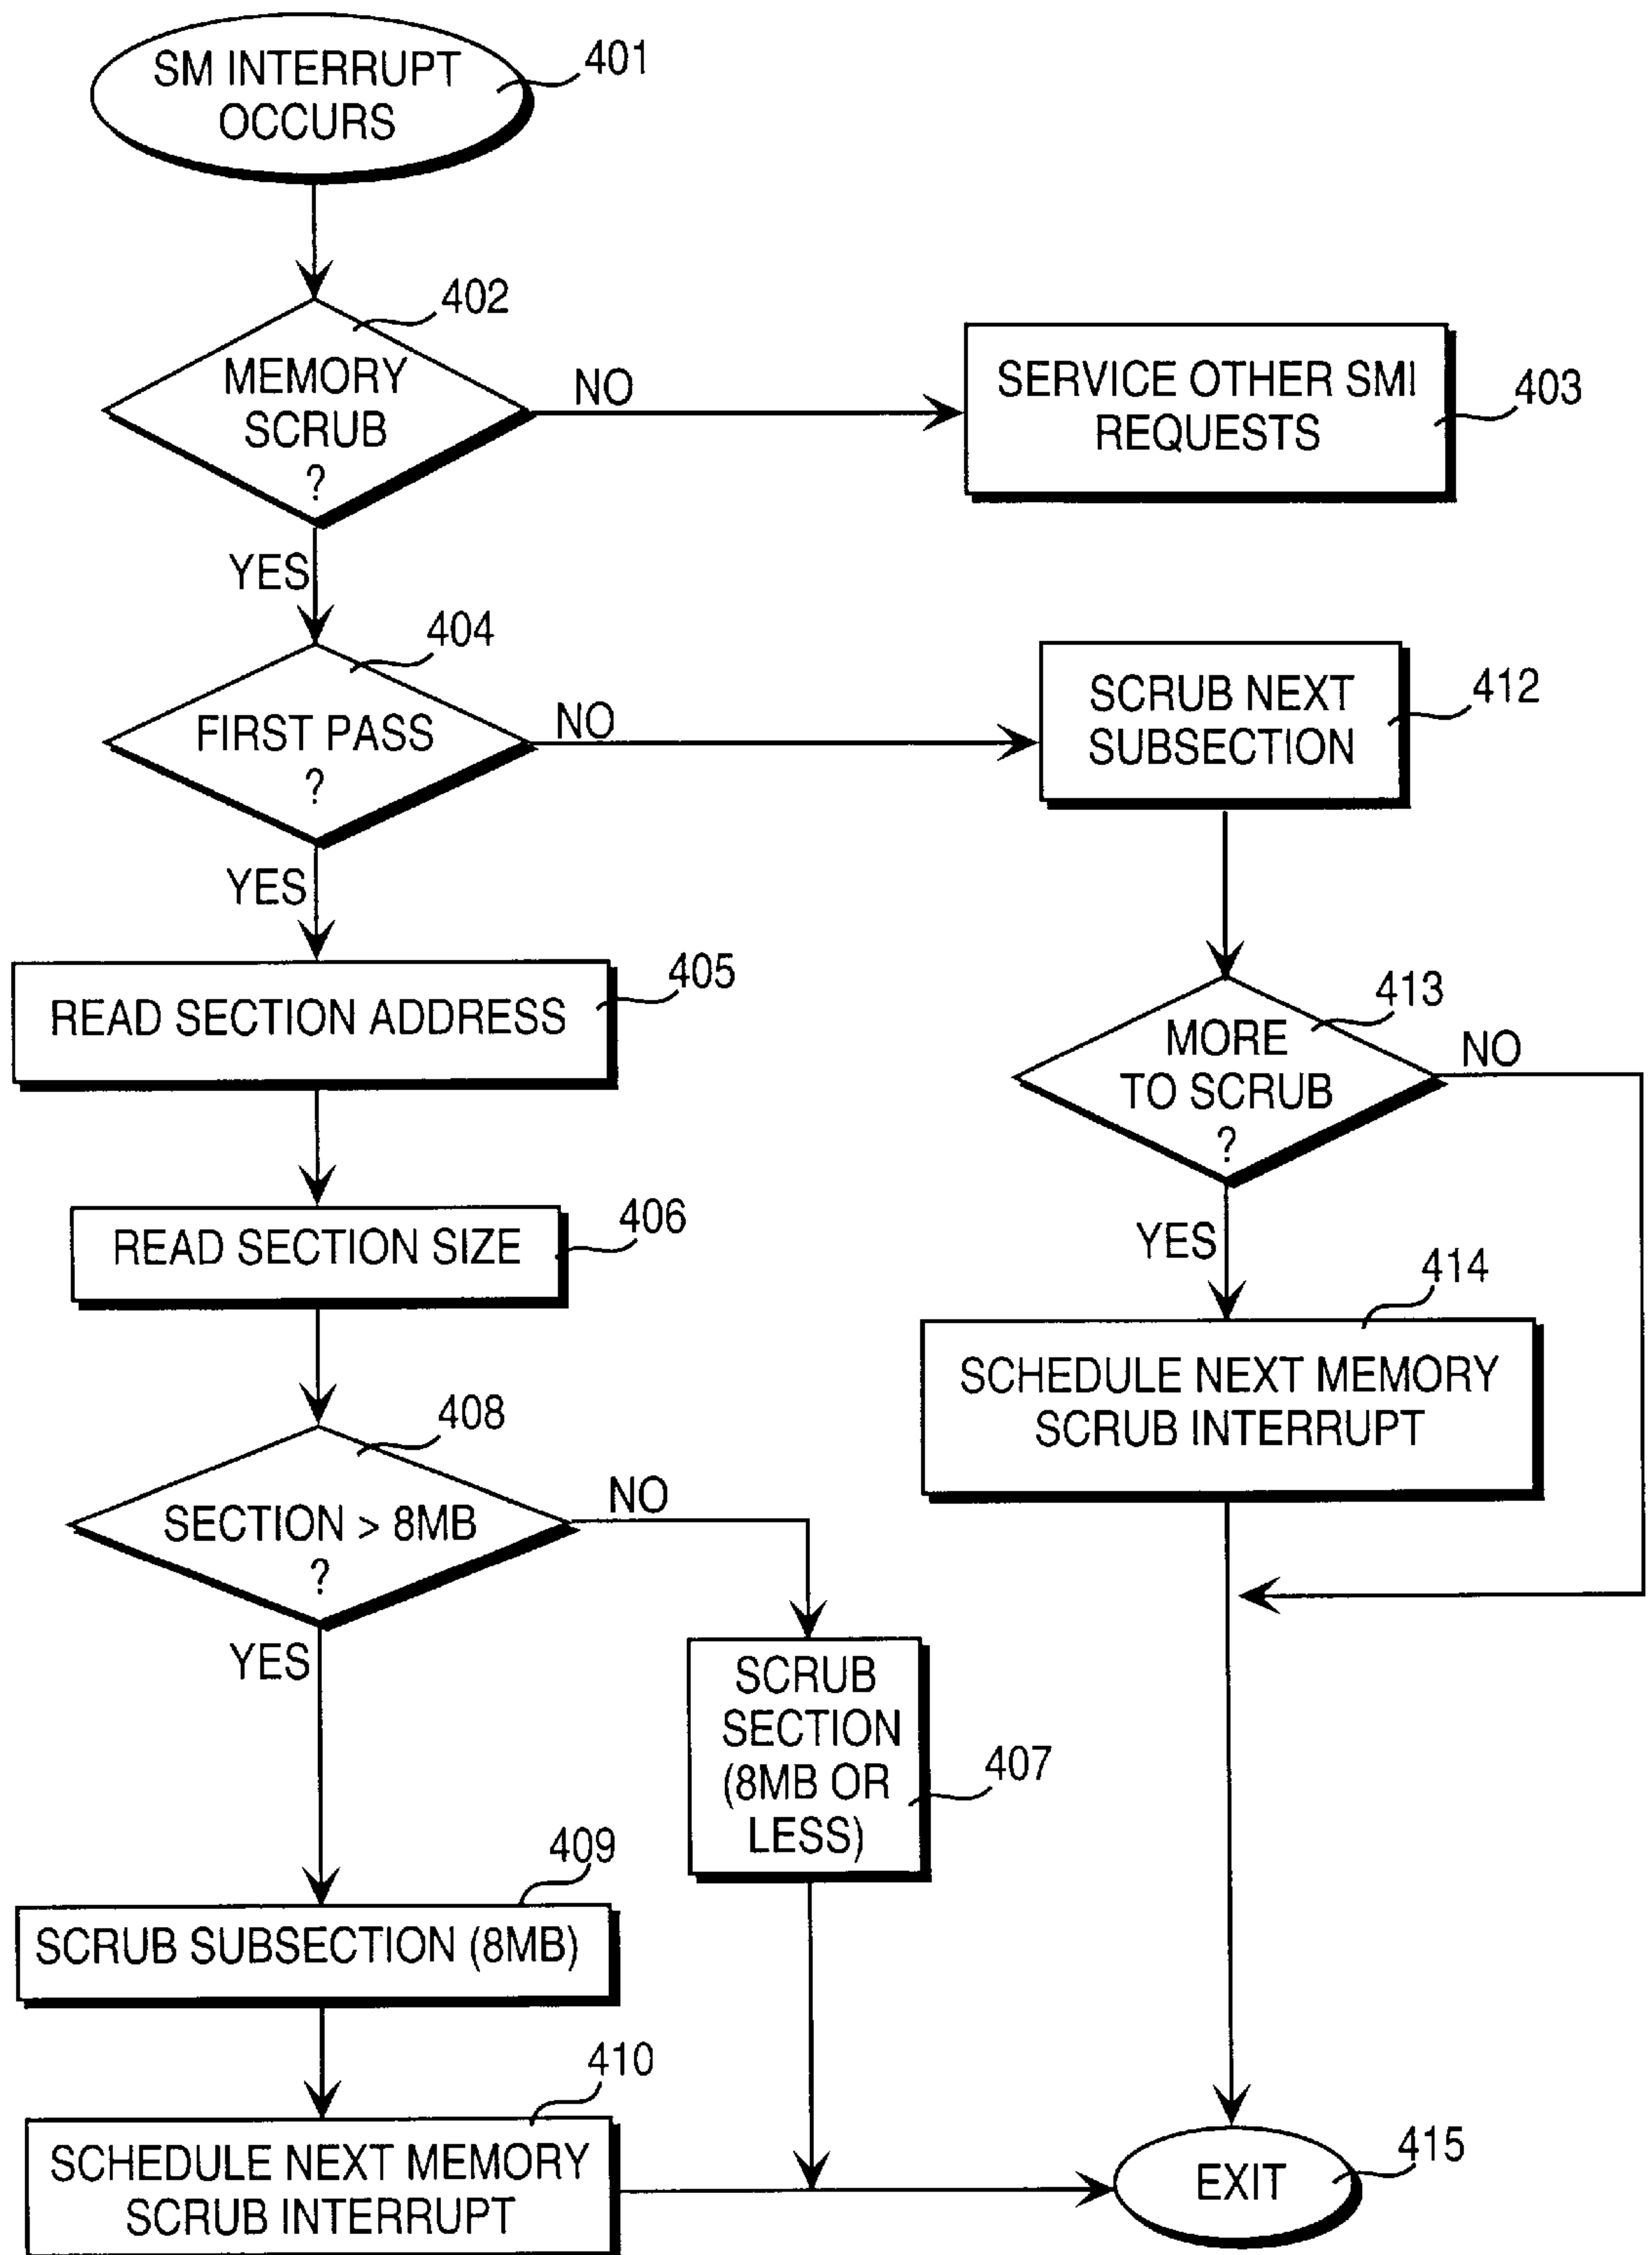 SM INTERRUPT
OCCURS
401
402
MEMORY
SCRUB
?
NO
SERVICE OTHER SMI
REQUESTS
403
YES
404
FIRST PASS
?
NO
SCRUB NEXT
SUBSECTION
412
YES
READ SECTION ADDRESS
405
413
MORE
TO SCRUB
?
NO
READ SECTION SIZE
406
YES
414
SCHEDULE NEXT MEMORY
SCRUB INTERRUPT
408
SECTION > 8MB
?
NO
YES
SCRUB
SECTION
(8MB OR
LESS)
407
409
SCRUB SUBSECTION (8MB)
410
SCHEDULE NEXT MEMORY
SCRUB INTERRUPT
EXIT
415